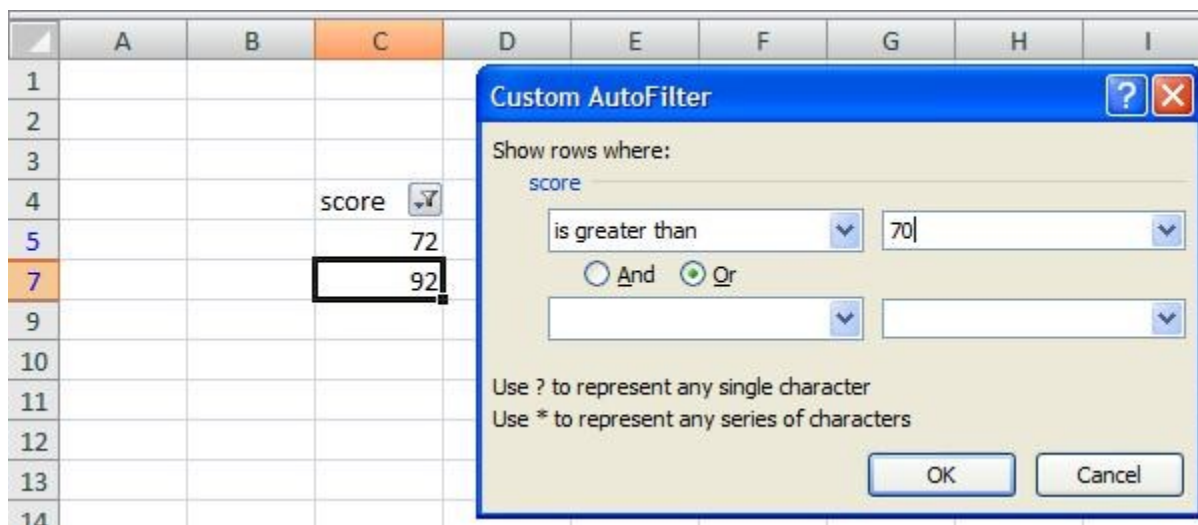 A B C D E F G H I
1
2
3
4 score
5 72
7 92
9
10
11
12
13
14
Custom AutoFilter ?
Show rows where:
score
is greater than 70
And Or
Use ? to represent any single character
Use * to represent any series of characters
OK Cancel